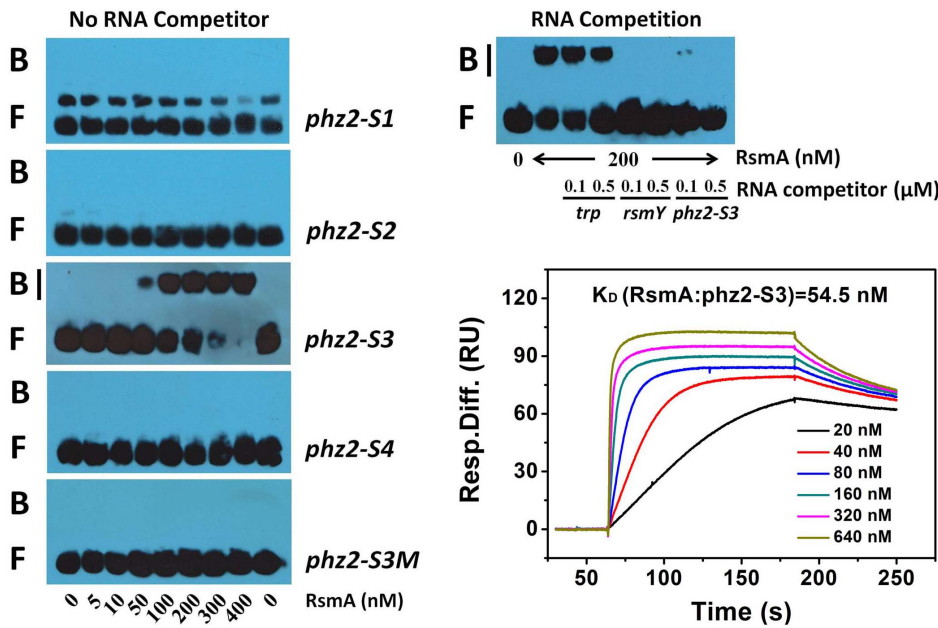 No RNA Competitor
B
F
phz2-S1
B
F
phz2-S2
B
F
phz2-S3
B
F
phz2-S4
B
F
phz2-S3M
0 5 10 50 100 200 300 400 0 RsmA (nM)
RNA Competition
B
F
0 200 RsmA (nM)
0.1 0.5 0.1 0.5 0.1 0.5 RNA competitor (μM)
trp rsmY phz2-S3
KD (RsmA:phz2-S3)=54.5 nM
Resp.Diff. (RU)
120
90
60
30
0
20 nM
40 nM
80 nM
160 nM
320 nM
640 nM
50 100 150 200 250
Time (s)